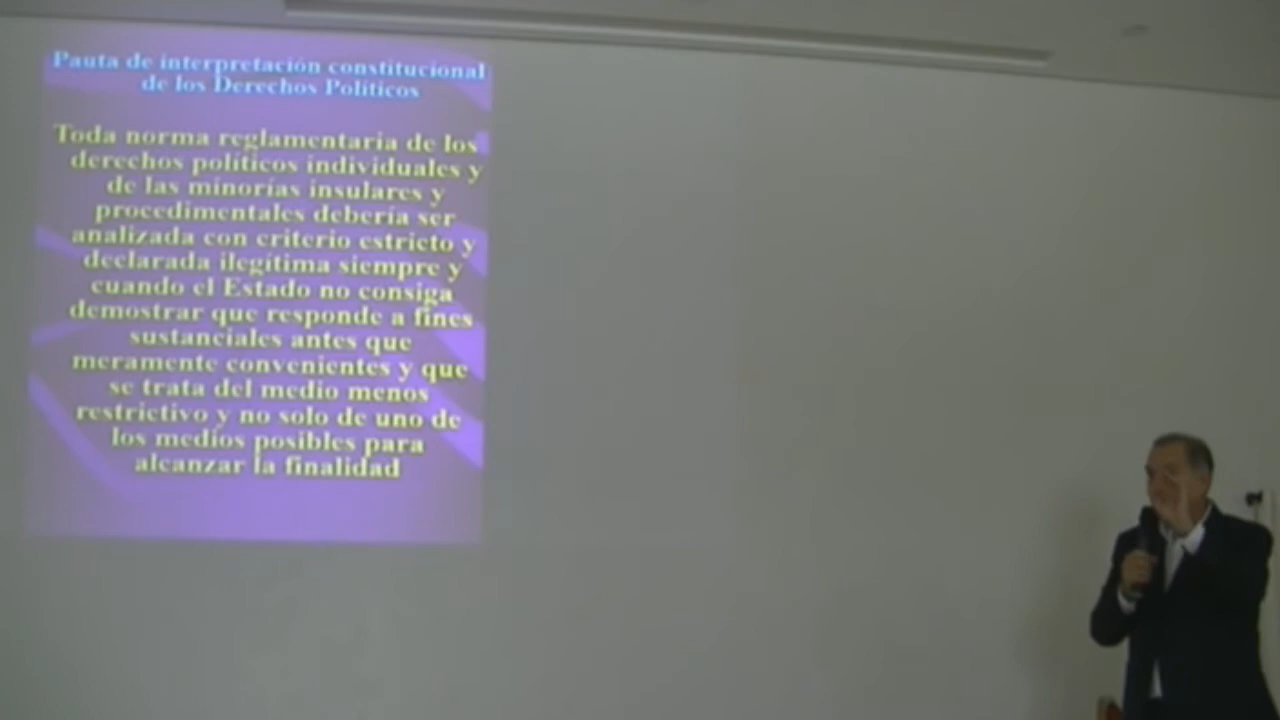 Pauta de interpretación constitucional
de los Derechos Políticos
Toda norma reglamentaria de los
derechos políticos individuales y
de las minorías insulares y
procedimentales debería ser
analizada con criterio estricto y
declarada ilegítima siempre y
cuando el Estado no consiga
demostrar que responde a fines
sustanciales antes que
meramente convenientes y que
se trata del medio menos
restrictivo y no solo de uno de
los medios posibles para
alcanzar la finalidad